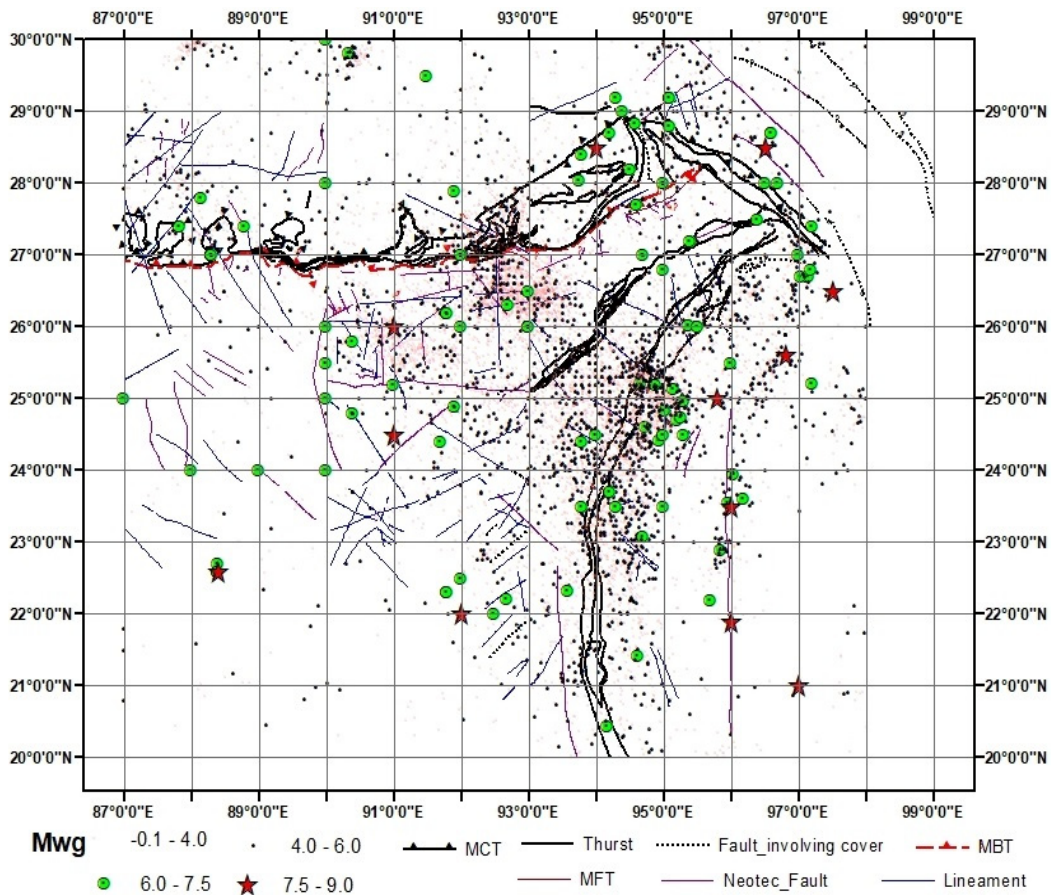 87°0'0"E 89°0'0"E 91°0'0"E 93°0'0"E 95°0'0"E 97°0'0"E 99°0'0"E
30°0'0"N
29°0'0"N 29°0'0"N
28°0'0"N 28°0'0"N
27°0'0"N 27°0'0"N
26°0'0"N 26°0'0"N
25°0'0"N 25°0'0"N
24°0'0"N 24°0'0"N
23°0'0"N 23°0'0"N
22°0'0"N 22°0'0"N
21°0'0"N 21°0'0"N
20°0'0"N 20°0'0"N
87°0'0"E 89°0'0"E 91°0'0"E 93°0'0"E 95°0'0"E 97°0'0"E 99°0'0"E
Mwg -0.1 - 4.0 4.0 - 6.0 MCT Thurst Fault_involving cover MBT
6.0 - 7.5 7.5 - 9.0 MFT Neotec_Fault Lineament